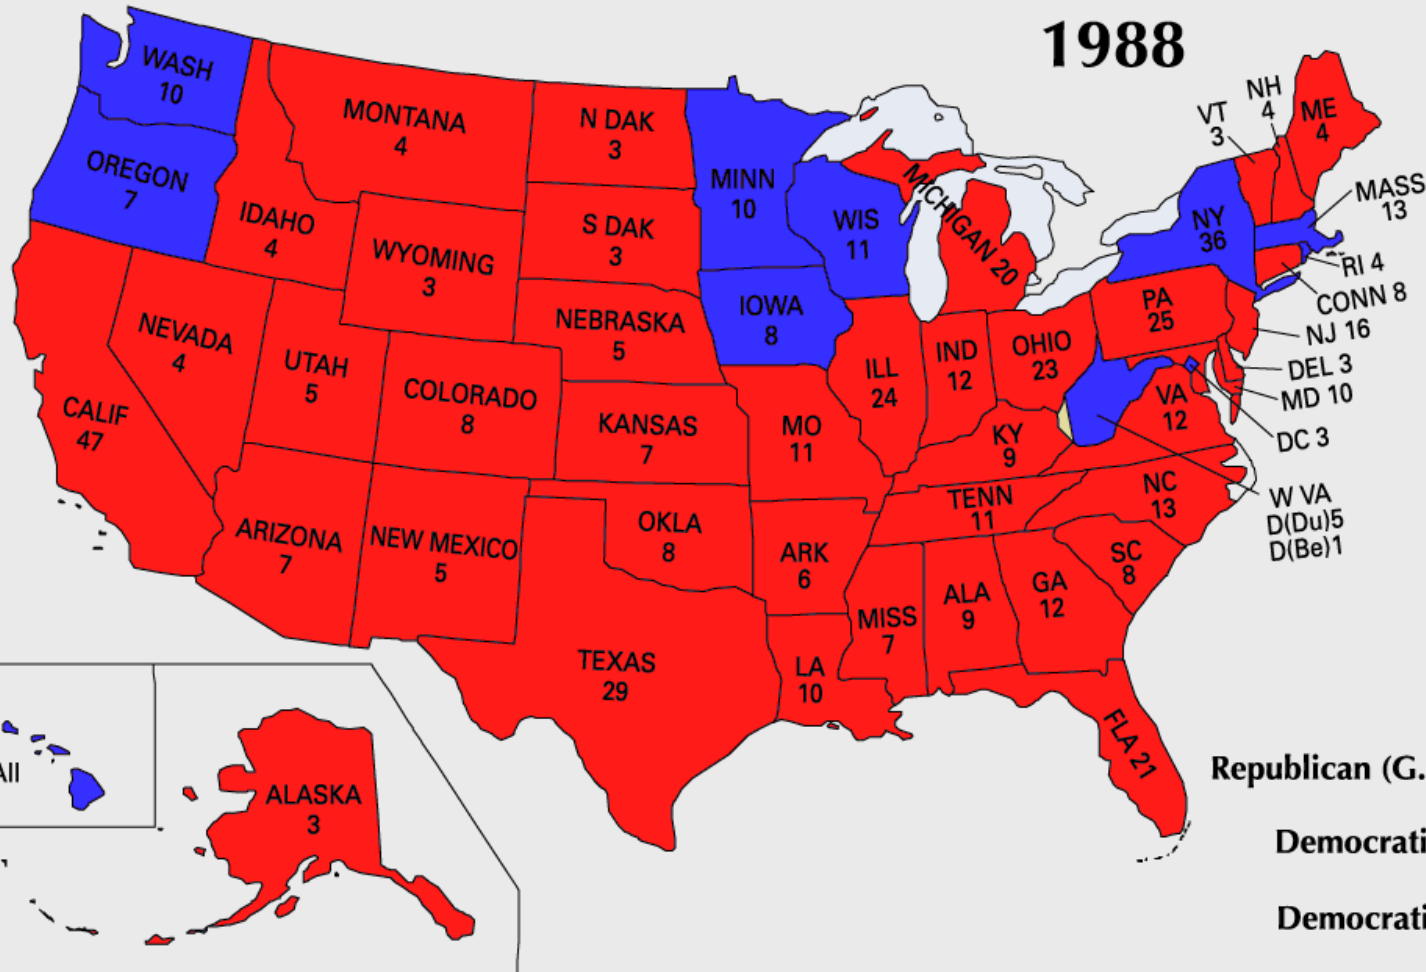 1988
WASH
10
OREGON
7
MONTANA
4
IDAHO
4
WYOMING
3
N DAK
3
S DAK
3
NEBRASKA
5
MINN
10
WIS
11
IOWA
8
MICHIGAN 20
NH
4
VT
3
ME
4
MASS
13
NY
36
RI 4
CONN 8
NJ 16
PA
25
DEL 3
MD 10
DC 3
W VA
D(Du)5
D(Be)1
VA
12
OHIO
23
IND
12
ILL
24
KY
9
NEVADA
4
UTAH
5
COLORADO
8
KANSAS
7
MO
11
CALIF
47
ARIZONA
7
NEW MEXICO
5
OKLA
8
ARK
6
TENN
11
NC
13
SC
8
GA
12
ALA
9
MISS
7
LA
10
TEXAS
29
FLA 21
AII
ALASKA
3
Republican (G.
Democrati
Democrati